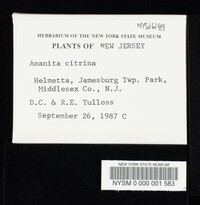 HERBARIUM OF THE NEW YORK STATE MUSEUM
PLANTS OF NEW JERSEY
Amanita citrina
Helmetta, Jamesburg Twp. Park,
Middlesex Co., N.J.
D.C. & R.E. Tulloss
September 26, 1987 C
NEW YORK STATE MUSEUM
NYSM 0 000 001 583